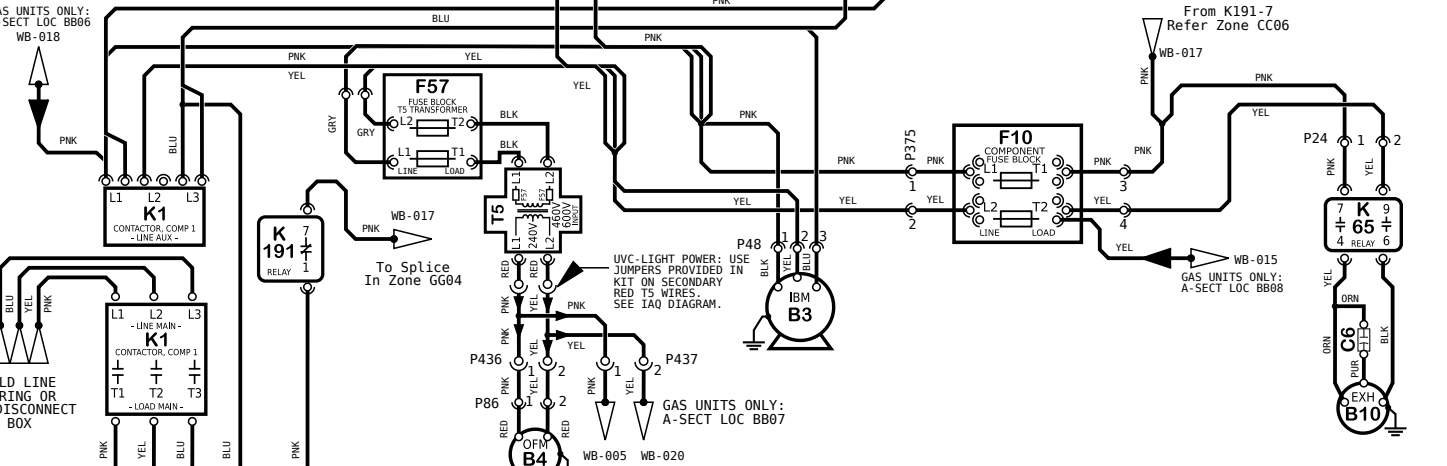 AS UNITS ONLY:
-SECT LOC BB06
WB-018
PNK
BLU
PNK
PNK
YEL
YEL
YEL
PNK
BLU
GRY
GRY
F57
FUSE BLOCK
T5 TRANSFORMER
L2 T2
L1 T1
LINE LOAD
BLK
BLK
PNK
From K191-7
Refer Zone CC06
WB-017
PNK
PNK
YEL
P24 1 2
PNK
YEL
P375
PNK
PNK
1
YEL
YEL
YEL
2
F10
COMPONENT
FUSE BLOCK
L1 T1
L2 T2
LINE LOAD
PNK
3
YEL
4
YEL
WB-015
GAS UNITS ONLY:
A-SECT LOC BB08
L1 L2 L3
K1
CONTACTOR, COMP 1
- LINE AUX -
K
191
7
1
RELAY
WB-017
PNK
To Splice
In Zone GG04
T5
L1 L2
F57 F57
460V
600V
INPUT
240V
L1 L2
RED RED
UVC-LIGHT POWER: USE
JUMPERS PROVIDED IN
KIT ON SECONDARY
RED T5 WIRES.
SEE IAQ DIAGRAM.
P48 1 2 3
BLK
YEL
BLU
IBM
B3
K
65
7 9
4 6
RELAY
YEL
ORN
ORN
C6
BLK
PUR
EXH
B10
BLU
YEL
PNK
L1 L2 L3
- LINE MAIN -
K1
CONTACTOR, COMP 1
T1 T2 T3
- LOAD MAIN -
LD LINE
RING OR
DISCONNECT
BOX
PNK
YEL
BLU
BLU
PNK
PNK YEL
PNK
PNK YEL
YEL
P436 1 2
1 2 P437
PNK YEL
PNK YEL
P86 1 2
RED RED
OFM
B4
WB-005 WB-020
GAS UNITS ONLY:
A-SECT LOC BB07